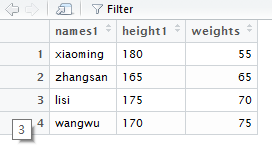 Filter
names1 height1 weights
1 xiaoming 180 55
2 zhangsan 165 65
3 lisi 175 70
4 wangwu 170 75
3